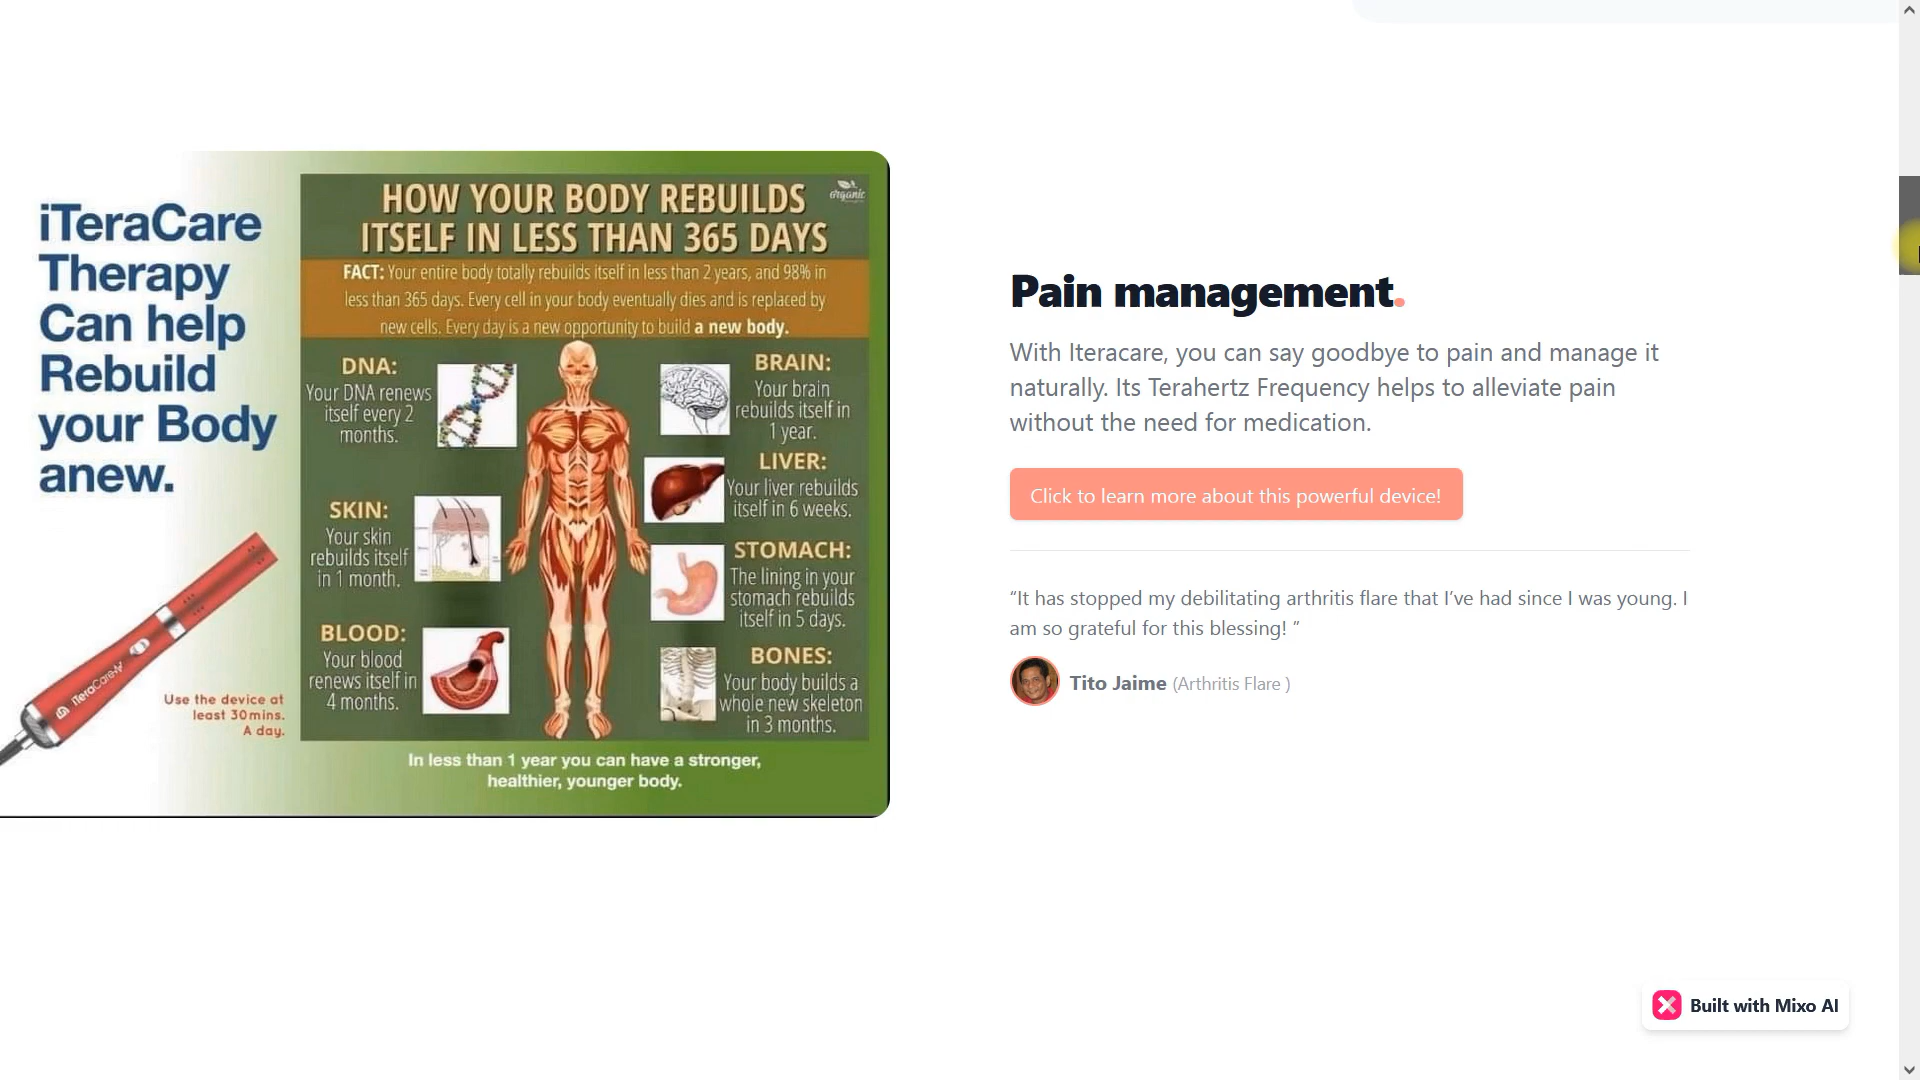 iTeraCare
Therapy
Can help
Rebuild
your Body
anew.
iTeraCare
Use the device at
least 30mins.
A day.
organic
HOW YOUR BODY REBUILDS
ITSELF IN LESS THAN 365 DAYS
FACT: Your entire body totally rebuilds itself in less than 2 years, and 98% in
less than 365 days. Every cell in your body eventually dies and is replaced by
new cells. Every day is a new opportunity to build a new body.
DNA:
Your DNA renews
itself every 2
months.
SKIN:
Your skin
rebuilds itself
in 1 month.
BLOOD:
Your blood
renews itself in
4 months.
BRAIN:
Your brain
rebuilds itself in
1 year.
LIVER:
Your liver rebuilds
itself in 6 weeks.
STOMACH:
The lining in your
stomach rebuilds
itself in 5 days.
BONES:
Your body builds a
whole new skeleton
in 3 months.
In less than 1 year you can have a stronger,
healthier, younger body.
Pain management.
With Iteracare, you can say goodbye to pain and manage it
naturally. Its Terahertz Frequency helps to alleviate pain
without the need for medication.
Click to learn more about this powerful device!
“It has stopped my debilitating arthritis flare that I’ve had since I was young. I
am so grateful for this blessing! ”
Tito Jaime (Arthritis Flare )
Built with Mixo AI